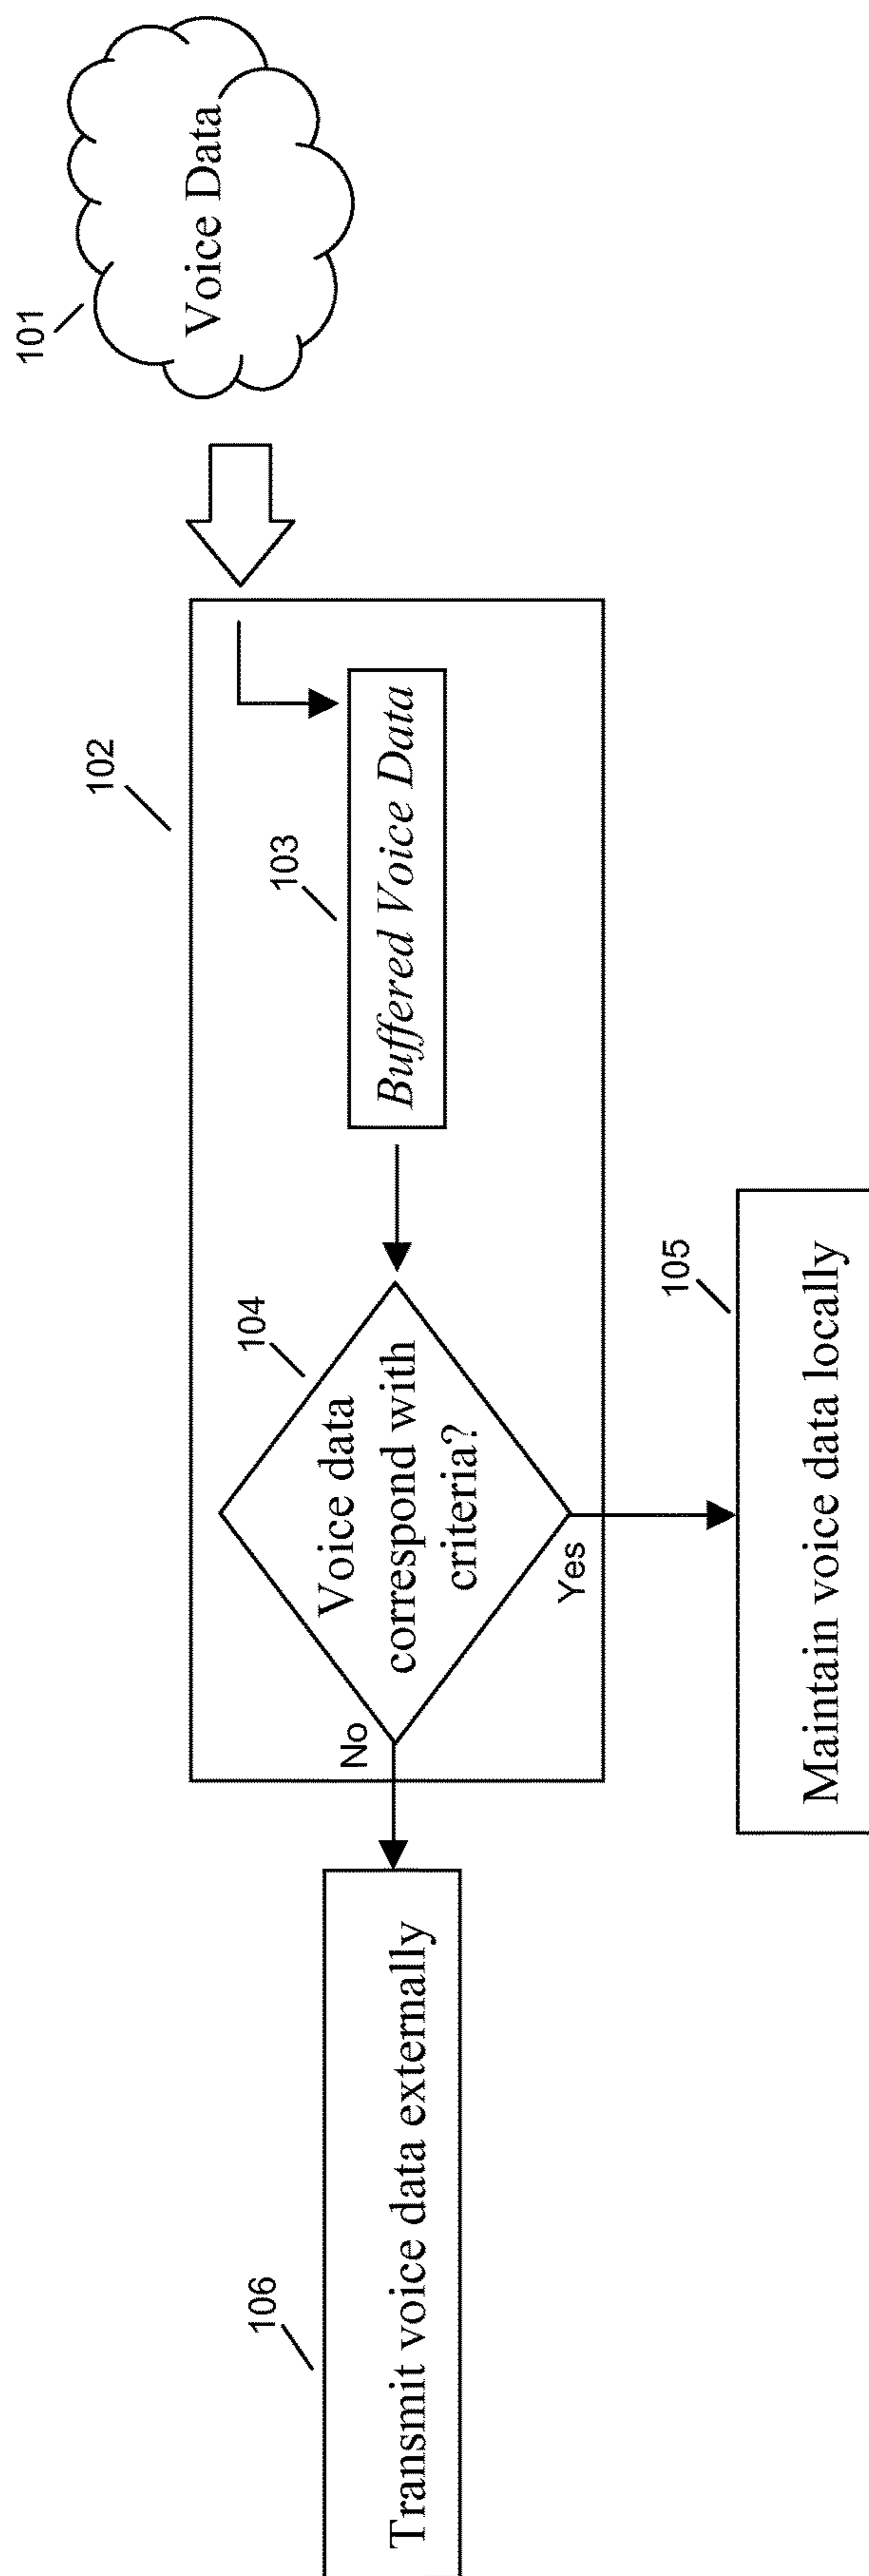 101
Voice Data
102
103
Buffered Voice Data
104
Voice data
correspond with
criteria?
No
Yes
105
Maintain voice data locally
106
Transmit voice data externally